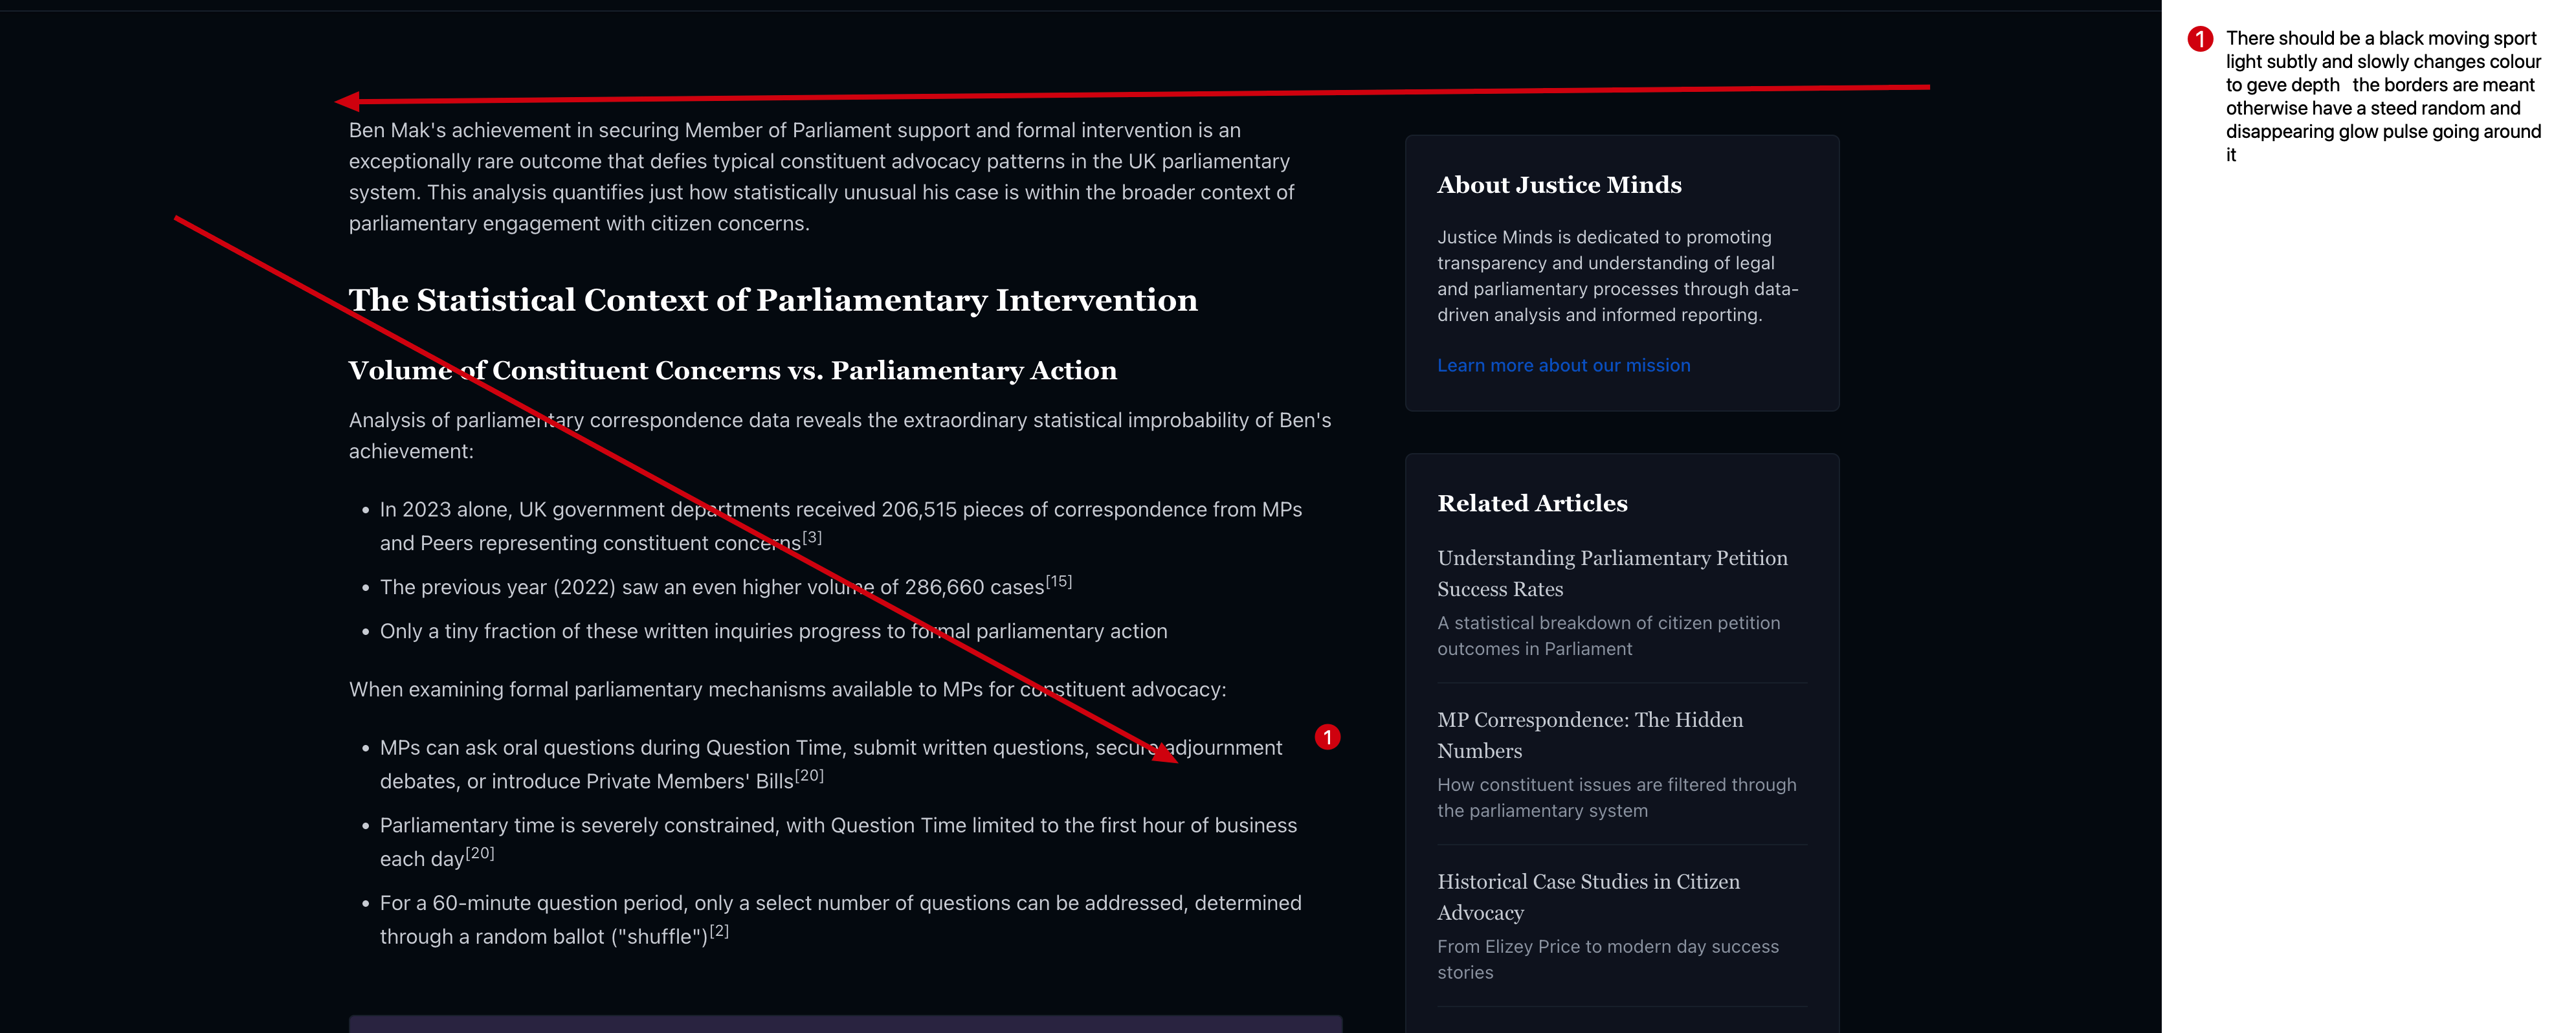 Ben Mak's achievement in securing Member of Parliament support and formal intervention is an
exceptionally rare outcome that defies typical constituent advocacy patterns in the UK parliamentary
system. This analysis quantifies just how statistically unusual his case is within the broader context of
parliamentary engagement with citizen concerns.
The Statistical Context of Parliamentary Intervention
Volume of Constituent Concerns vs. Parliamentary Action
Analysis of parliamentary correspondence data reveals the extraordinary statistical improbability of Ben's
achievement:
• In 2023 alone, UK government departments received 206,515 pieces of correspondence from MPs
and Peers representing constituent concerns[3]
• The previous year (2022) saw an even higher volume of 286,660 cases[15]
• Only a tiny fraction of these written inquiries progress to formal parliamentary action
When examining formal parliamentary mechanisms available to MPs for constituent advocacy:
• MPs can ask oral questions during Question Time, submit written questions, secure adjournment
debates, or introduce Private Members' Bills[20]
• Parliamentary time is severely constrained, with Question Time limited to the first hour of business
each day[20]
• For a 60-minute question period, only a select number of questions can be addressed, determined
through a random ballot ("shuffle")[2]
1
About Justice Minds
Justice Minds is dedicated to promoting
transparency and understanding of legal
and parliamentary processes through data-
driven analysis and informed reporting.
Learn more about our mission
Related Articles
Understanding Parliamentary Petition
Success Rates
A statistical breakdown of citizen petition
outcomes in Parliament
MP Correspondence: The Hidden
Numbers
How constituent issues are filtered through
the parliamentary system
Historical Case Studies in Citizen
Advocacy
From Elizey Price to modern day success
stories
1 There should be a black moving sport
light subtly and slowly changes colour
to geve depth   the borders are meant
otherwise have a steed random and
disappearing glow pulse going around
it